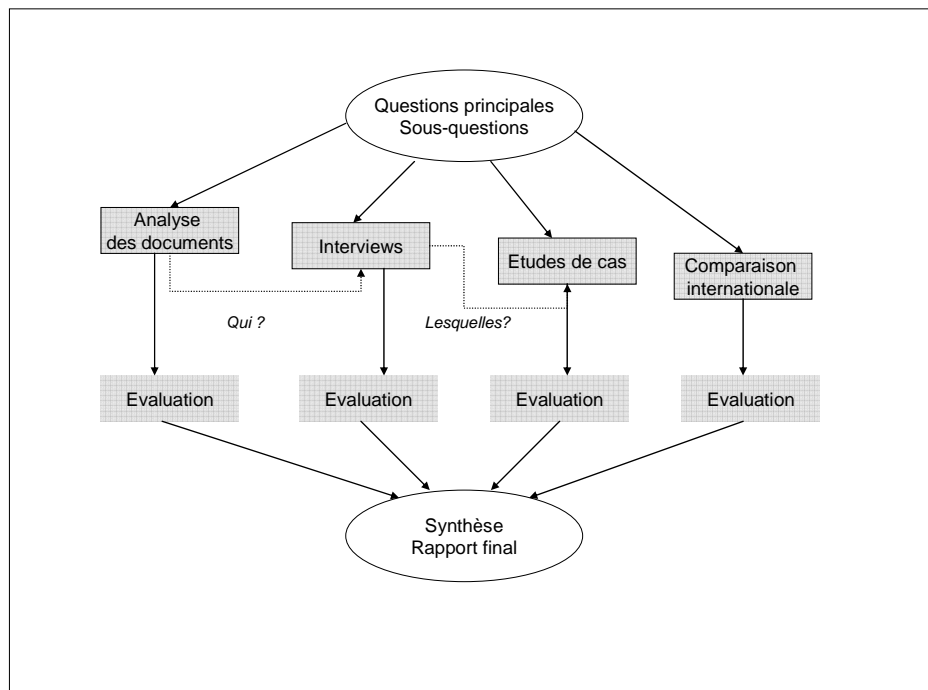 Questions principales
Sous-questions
Analyse
des documents
Interviews
Etudes de cas
Comparaison
internationale
Qui ?
Lesquelles?
Evaluation
Evaluation
Evaluation
Evaluation
Synthèse
Rapport final